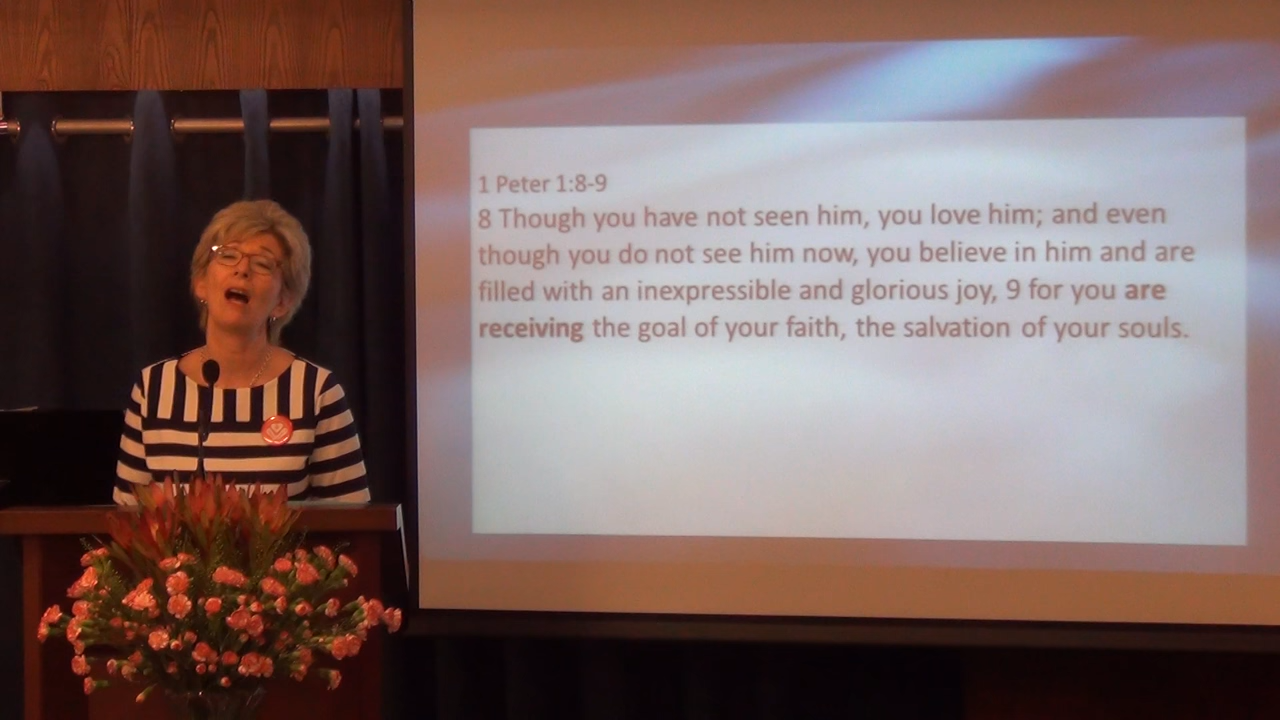 1 Peter 1:8-9
8 Though you have not seen him, you love him; and even
though you do not see him now, you believe in him and are
filled with an inexpressible and glorious joy, 9 for you are
receiving the goal of your faith, the salvation of your souls.